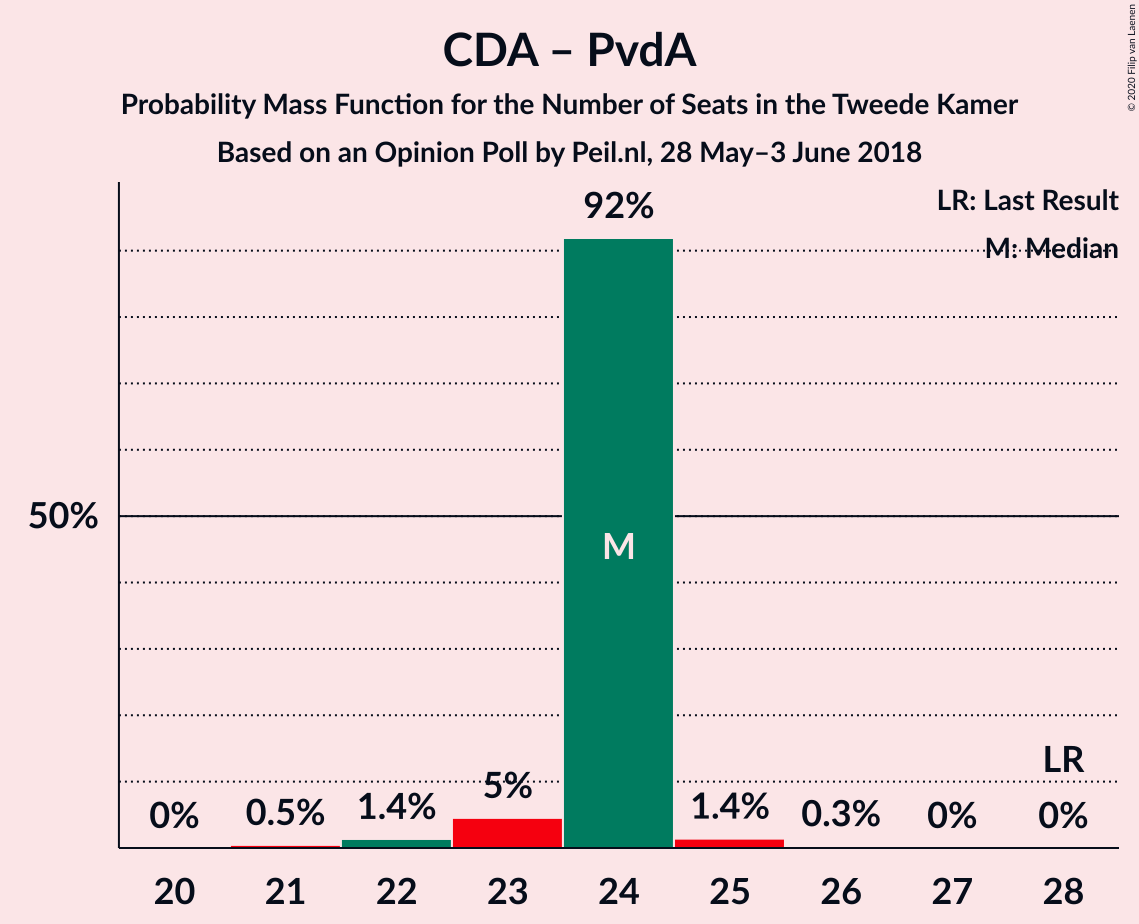 CDA – PvdA
Probability Mass Function for the Number of Seats in the Tweede Kamer
Based on an Opinion Poll by Peil.nl, 28 May–3 June 2018
© 2020 Filip van Laenen
LR: Last Result
M: Median
92%
50%
M
LR
0%
0.5%
1.4%
5%
1.4%
0.3%
0%
0%
20 21 22 23 24 25 26 27 28